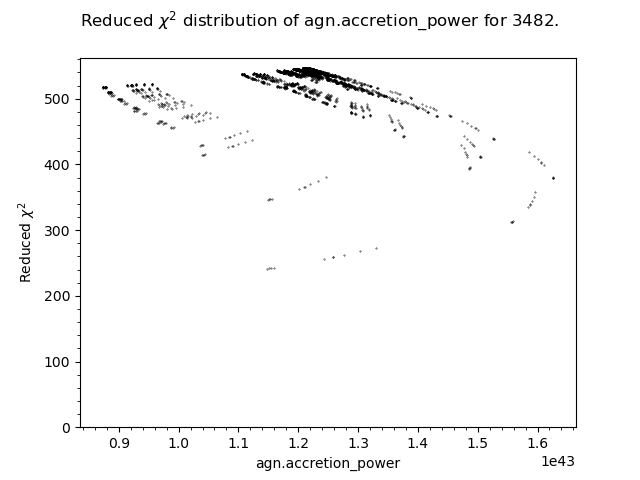 Reduced χ² distribution of agn.accretion_power for 3482.
500
400
300
200
100
0
Reduced χ²
0.9 1.0 1.1 1.2 1.3 1.4 1.5 1.6
1e43
agn.accretion_power